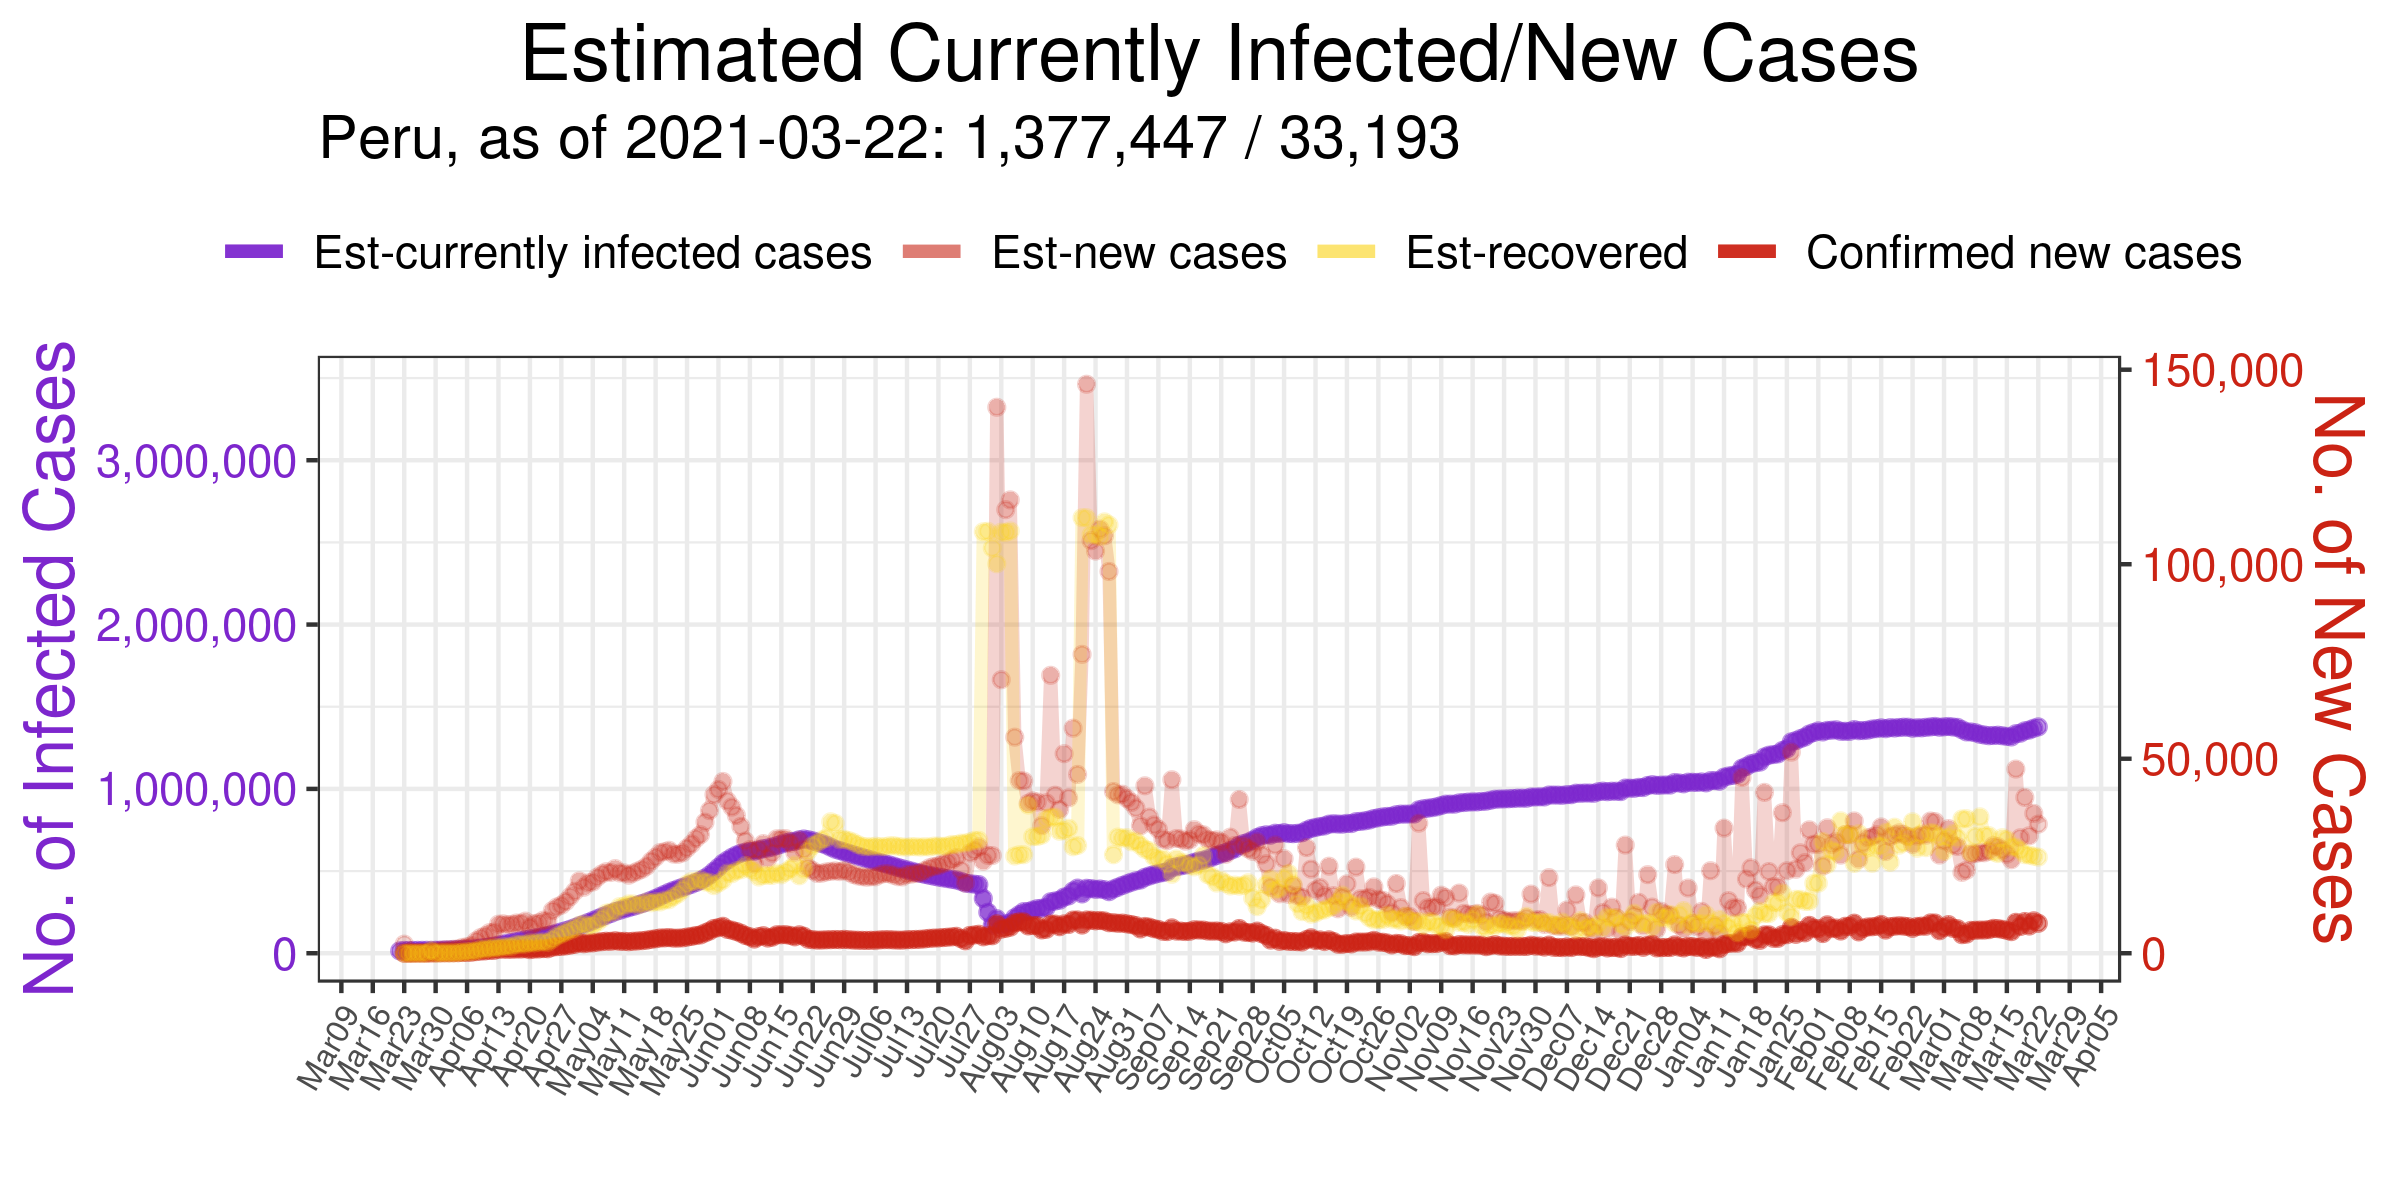 Estimated Currently Infected/New Cases
Peru, as of 2021-03-22: 1,377,447 / 33,193
Est-currently infected cases Est-new cases Est-recovered Confirmed new cases
No. of Infected Cases
3,000,000
2,000,000
1,000,000
0
150,000
100,000
50,000
0
No. of New Cases
Mar09 Mar16 Mar23 Mar30 Apr06 Apr13 Apr20 Apr27 May04 May11 May18 May25 Jun01 Jun08 Jun15 Jun22 Jun29 Jul06 Jul13 Jul20 Jul27 Aug03 Aug10 Aug17 Aug24 Aug31 Sep07 Sep14 Sep21 Sep28 Oct05 Oct12 Oct19 Oct26 Nov02 Nov09 Nov16 Nov23 Nov30 Dec07 Dec14 Dec21 Dec28 Jan04 Jan11 Jan18 Jan25 Feb01 Feb08 Feb15 Feb22 Mar01 Mar08 Mar15 Mar22 Mar29 Apr05